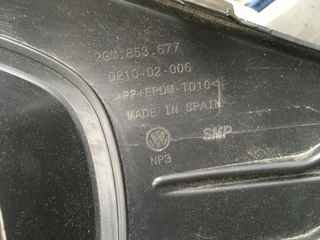 2GM.853.677
0210-02-006
>PP+EPDM-TD10<
MADE IN SPAIN
SMP
NP3